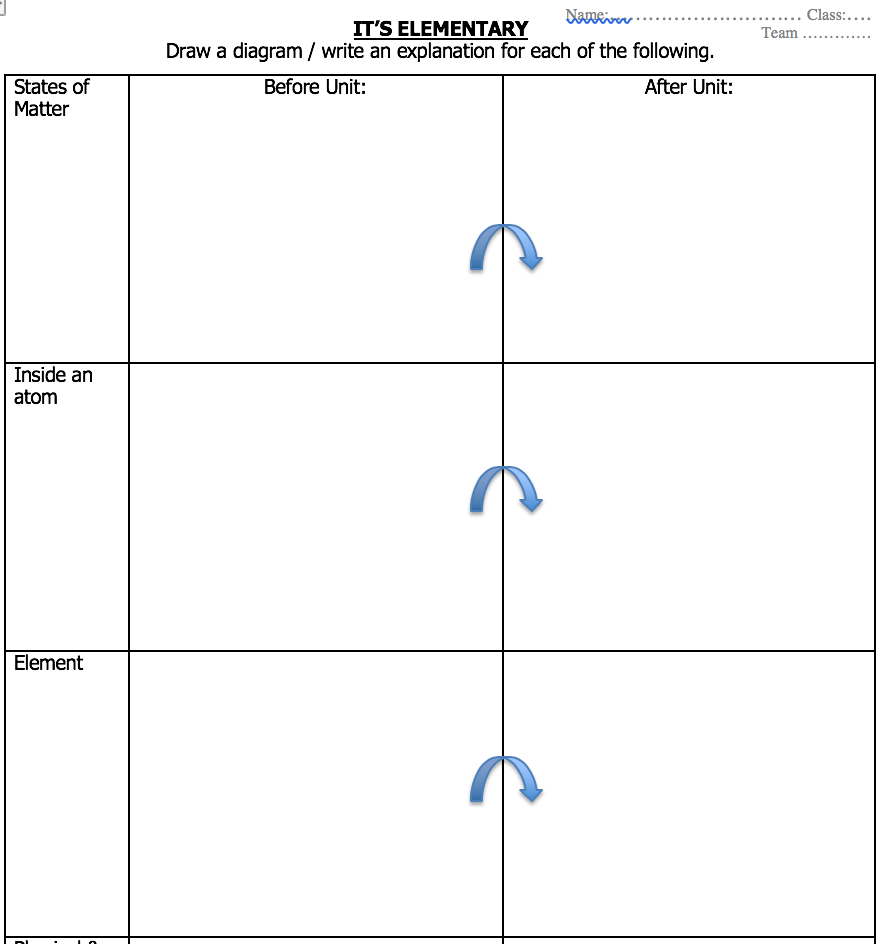 Name:.............................. Class:....
IT'S ELEMENTARY
Team .............
Draw a diagram / write an explanation for each of the following.
States of
Matter
Before Unit:
After Unit:
Inside an
atom
Element